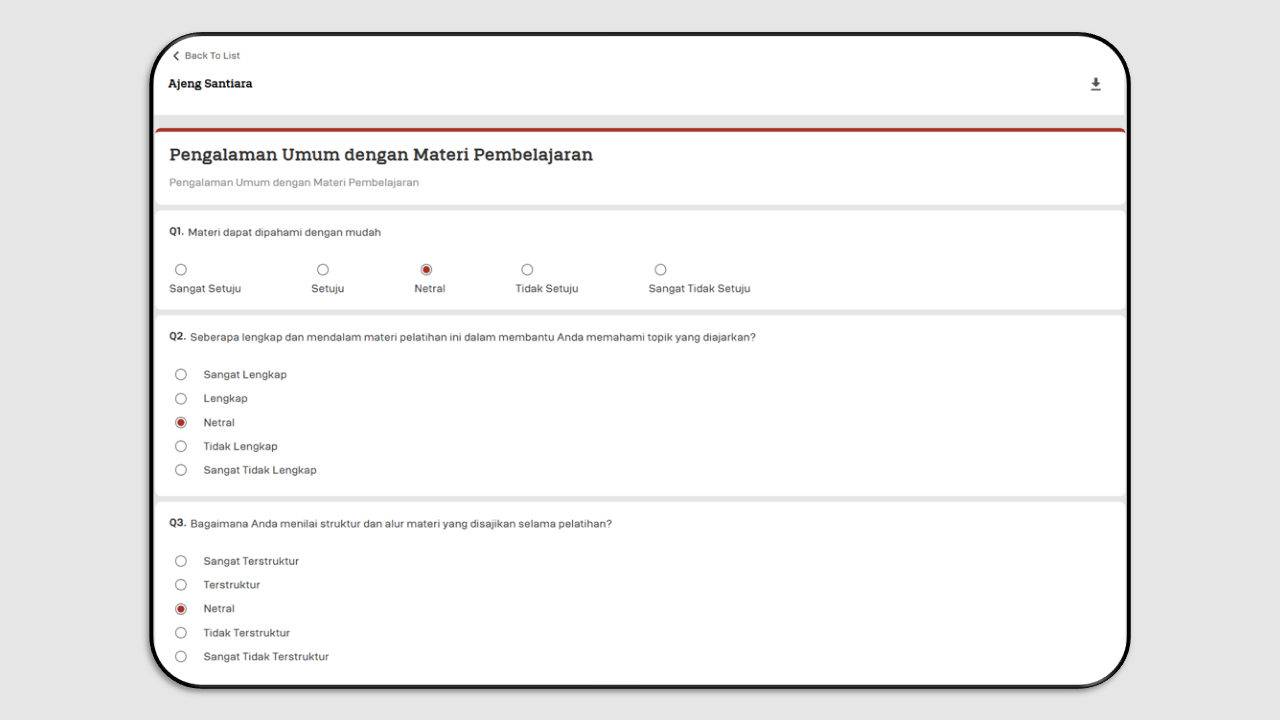 Back To List
Ajeng Santiara
Pengalaman Umum dengan Materi Pembelajaran
Pengalaman Umum dengan Materi Pembelajaran
Q1. Materi dapat dipahami dengan mudah
Sangat Setuju Setuju Netral Tidak Setuju Sangat Tidak Setuju
Q2. Seberapa lengkap dan mendalam materi pelatihan ini dalam membantu Anda memahami topik yang diajarkan?
Sangat Lengkap
Lengkap
Netral
Tidak Lengkap
Sangat Tidak Lengkap
Q3. Bagaimana Anda menilai struktur dan alur materi yang disajikan selama pelatihan?
Sangat Terstruktur
Terstruktur
Netral
Tidak Terstruktur
Sangat Tidak Terstruktur